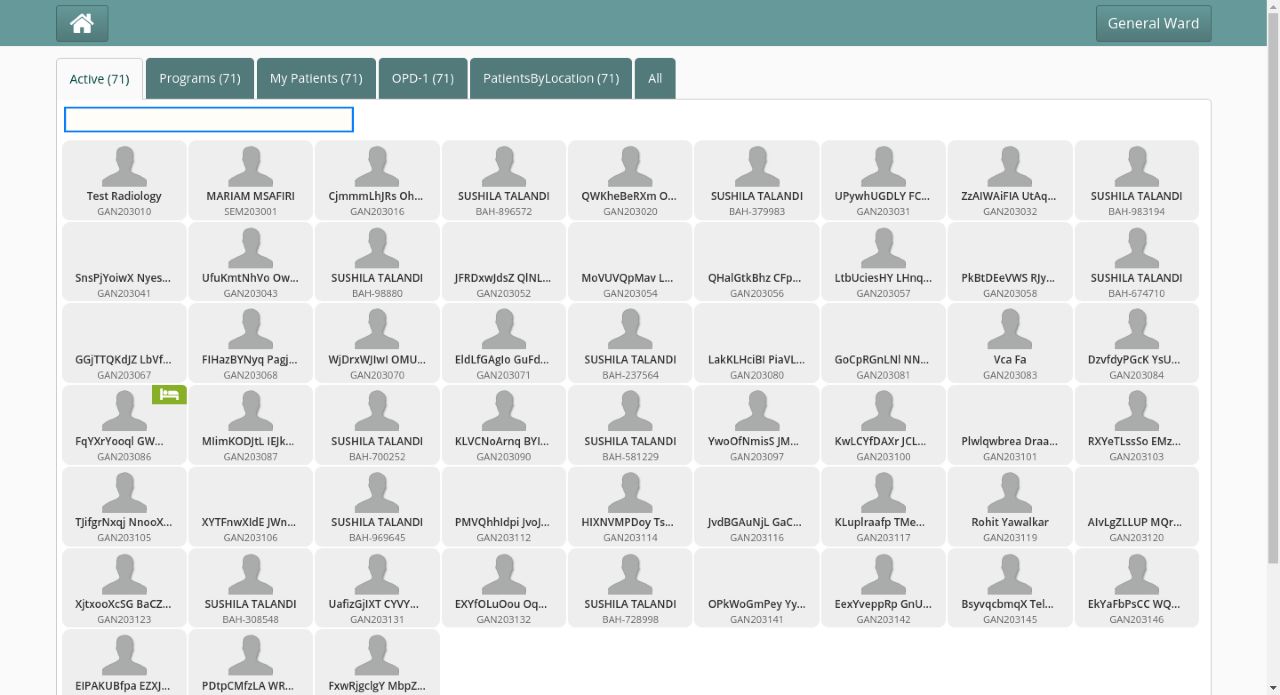 General Ward
Active (71) Programs (71) My Patients (71) OPD-1 (71) PatientsByLocation (71) All
Test Radiology MARIAM MSAFIRI CjmmmLhJRs Oh... SUSHILA TALANDI QWKheBeRXm O... SUSHILA TALANDI UPywhUGDLY FC... ZzAIWAiFIA UtAq... SUSHILA TALANDI
GAN203010 SEM203001 GAN203016 BAH-896572 GAN203020 BAH-379983 GAN203031 GAN203032 BAH-983194
SnsPjYoiwX Nyes... UfuKmtNhVo Ow... SUSHILA TALANDI JFRDxwJdsZ QlNL... MoVUVQpMav L... QHalGtkBhz CFp... LtbUciesHY LHnq... PkBtDEeVWS RJy... SUSHILA TALANDI
GAN203041 GAN203043 BAH-98880 GAN203052 GAN203054 GAN203056 GAN203057 GAN203058 BAH-674710
GGjTTQKdJZ LbVf... FIHazBYNyq Pagj... WjDrxWJIwI OMU... EldLfGAgIo GuFd... SUSHILA TALANDI LakKLHciBI PiaVL... GoCpRGnLNl NN... Vca Fa DzvfdyPGcK YsU...
GAN203067 GAN203068 GAN203070 GAN203071 BAH-237564 GAN203080 GAN203081 GAN203083 GAN203084
FqYXrYooql GW... MIimKODJtL IEJk... SUSHILA TALANDI KLVCNoArnq BYI... SUSHILA TALANDI YwoOfNmisS JM... KwLCYfDAXr JCL... Plwlqwbrea Draa... RXYeTLssSo EMz...
GAN203086 GAN203087 BAH-700252 GAN203090 BAH-581229 GAN203097 GAN203100 GAN203101 GAN203103
TJifgrNxqj NnooX... XYTFnwXIdE JWn... SUSHILA TALANDI PMVQhhIdpi JvoJ... HIXNVMPDoy Ts... JvdBGAuNjL GaC... KLuplraafp TMe... Rohit Yawalkar AIvLgZLLUP MQr...
GAN203105 GAN203106 BAH-969645 GAN203112 GAN203114 GAN203116 GAN203117 GAN203119 GAN203120
XjtxooXcSG BaCZ... SUSHILA TALANDI UafizGjIXT CYVY... EXYfOLuOou Oq... SUSHILA TALANDI OPkWoGmPey Yy... EexYveppRp GnU... BsyvqcbmqX Tel... EkYaFbPsCC WQ...
GAN203123 BAH-308548 GAN203131 GAN203132 BAH-728998 GAN203141 GAN203142 GAN203145 GAN203146
EIPAKUBfpa EZXJ... PDtpCMfzLA WR... FxwRjgclgY MbpZ...